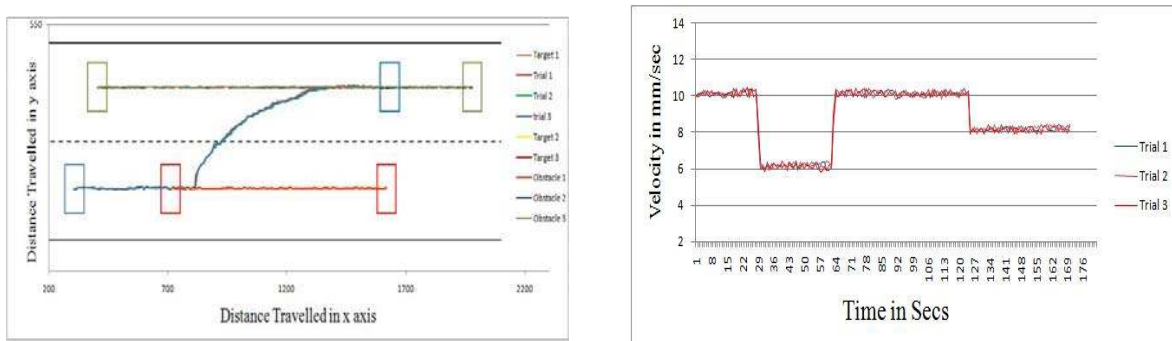 550
Distance Travelled in y axis
Target 1
Trial 1
Trial 2
trial 3
Target 2
Target 3
Obstacle 1
Obstacle 2
Obstacle 3
200 700 1200 1700 2200
Distance Travelled in x axis
14
12
10
8
6
4
2
Velocity in mm/sec
Trial 1
Trial 2
Trial 3
1 8 15 22 29 36 43 50 57 64 71 78 85 92 99 106 113 120 127 134 141 148 155 162 169 176
Time in Secs